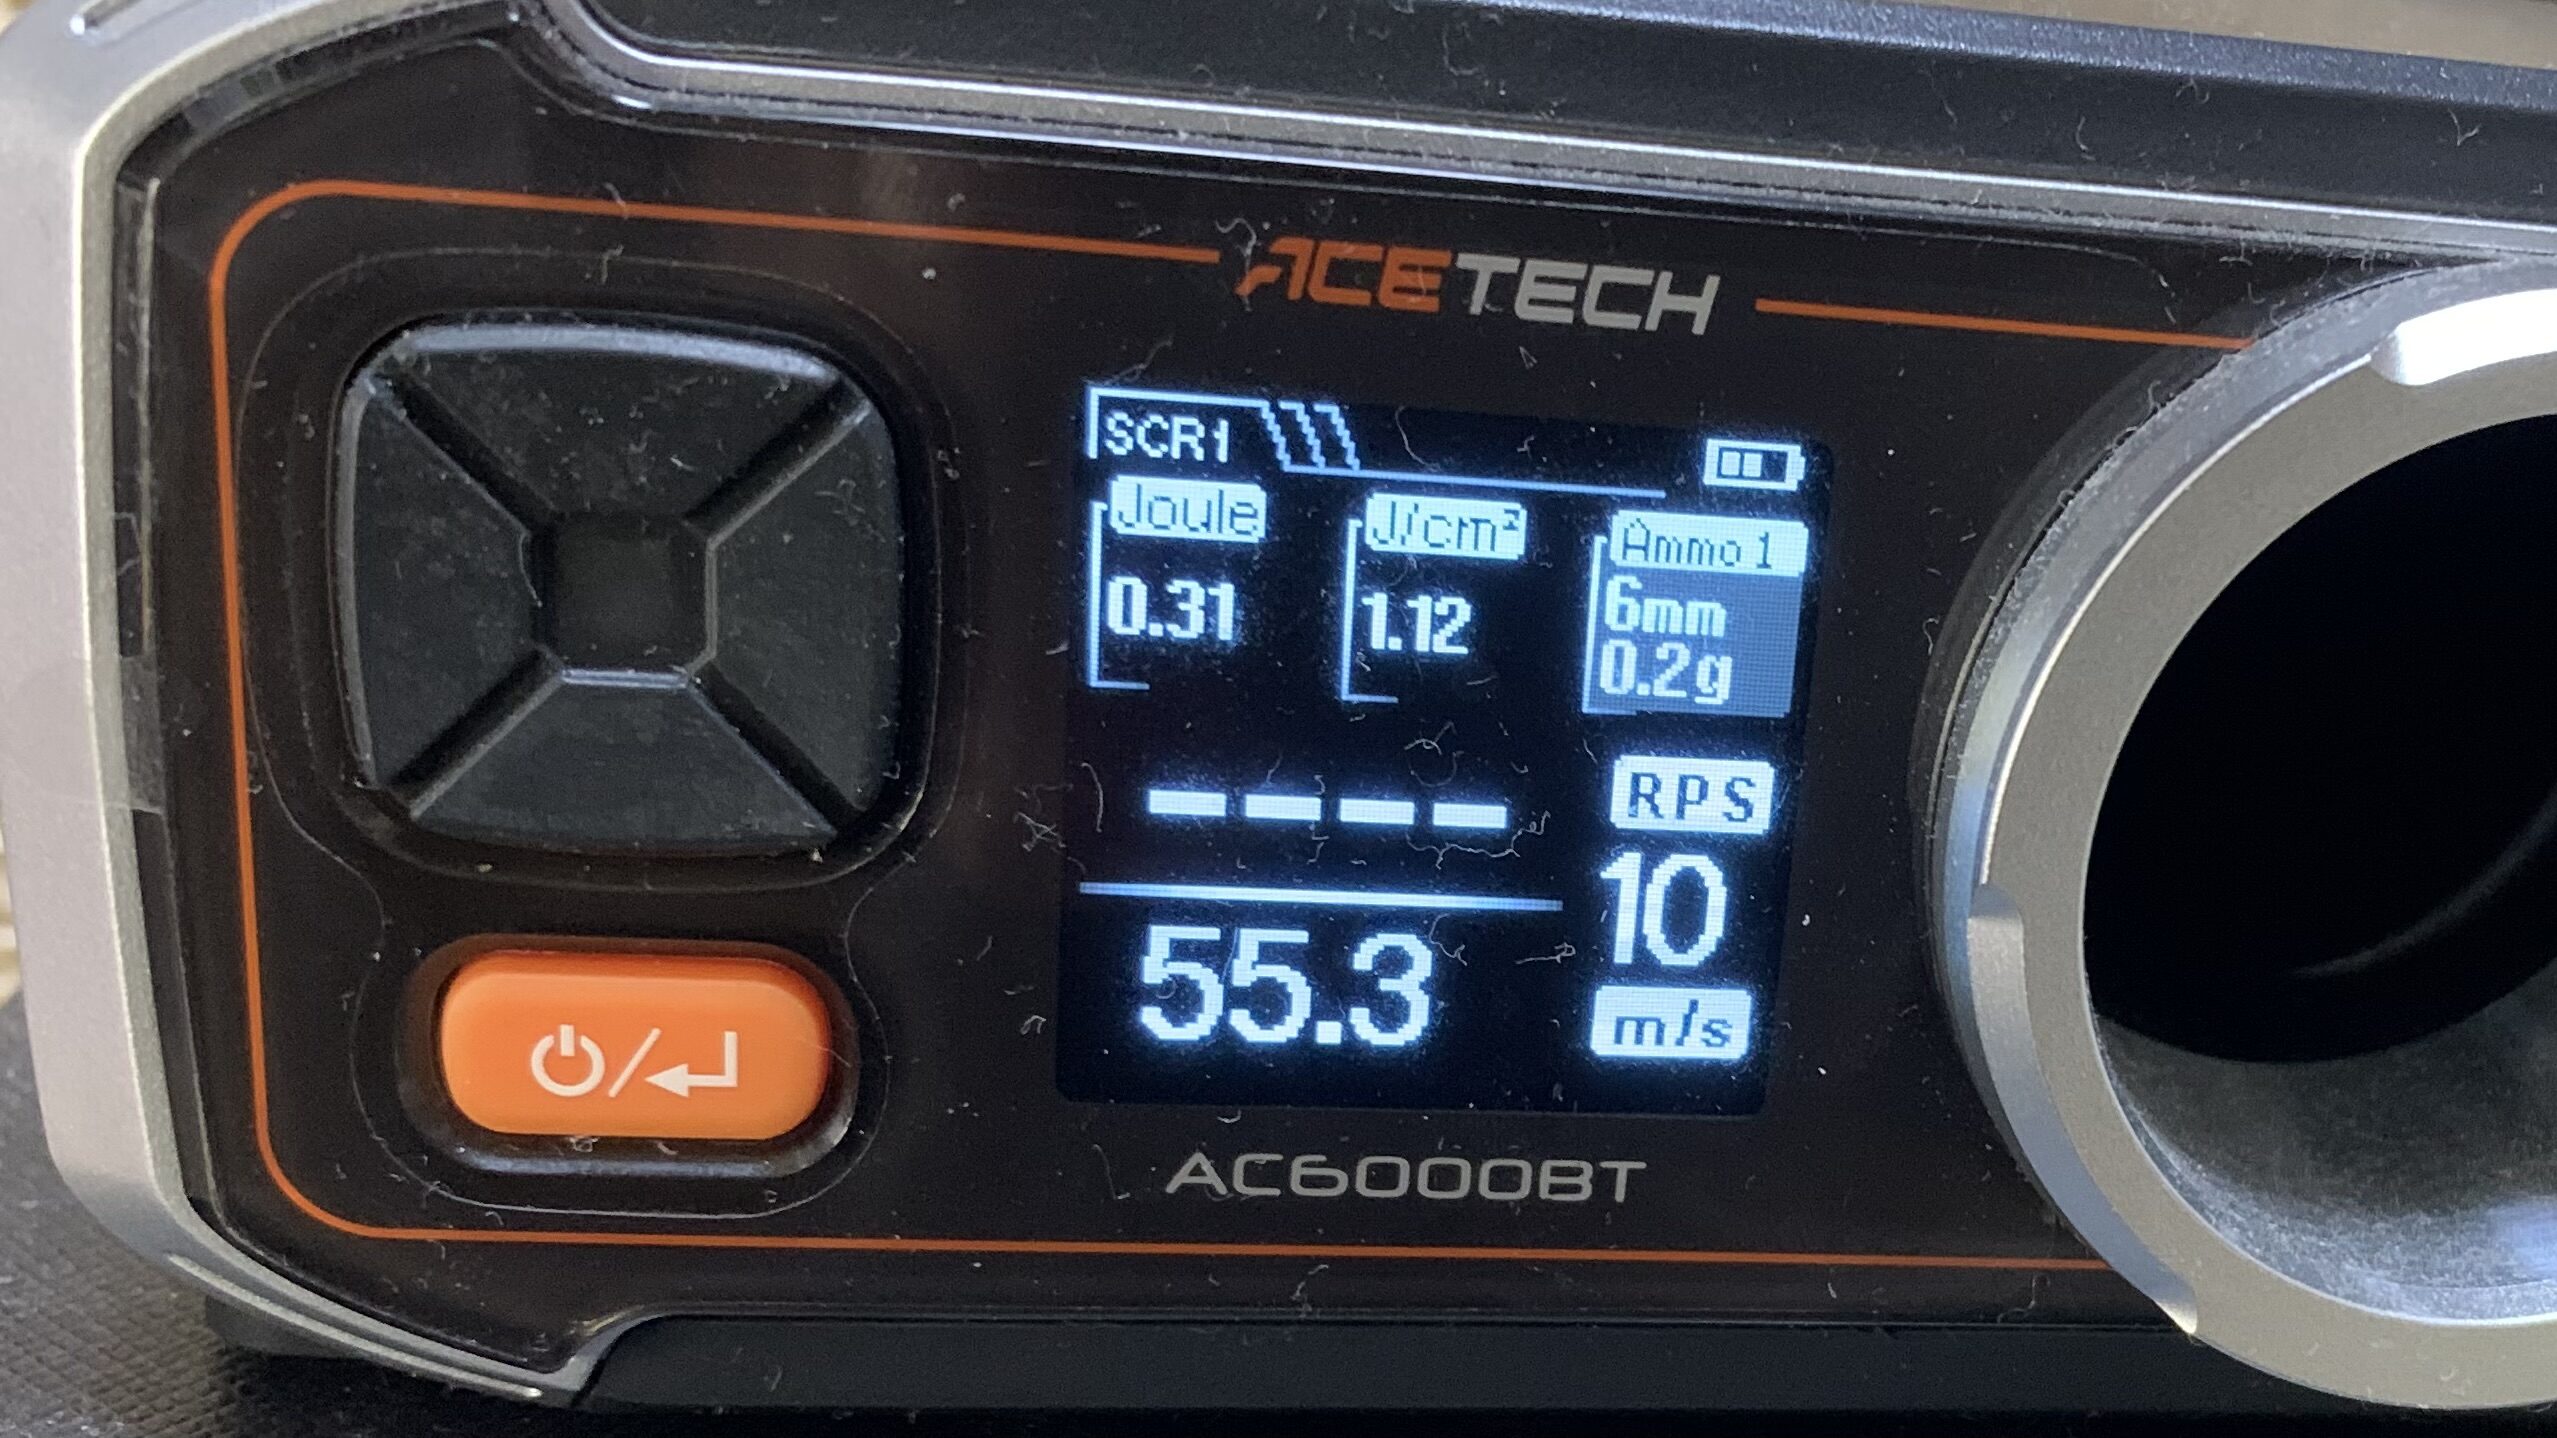 ACETECH
SCR1
Joule
J/cm²
Ammo 1
0.31
1.12
6mm
0.2g
----
RPS
10
55.3
m/s
AC6000BT